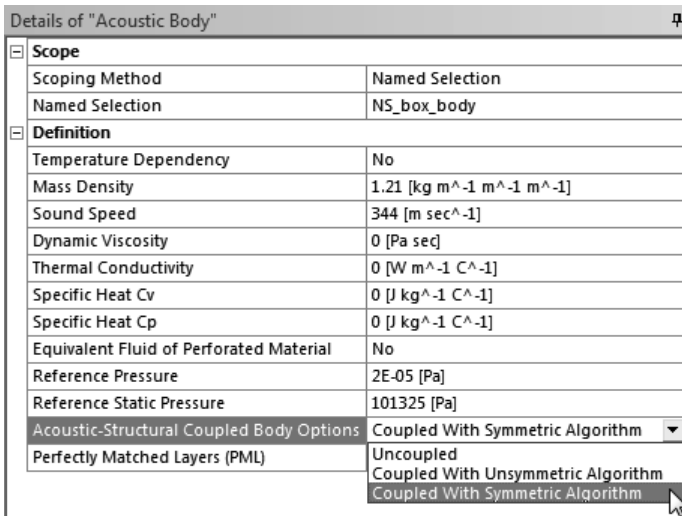 Details of "Acoustic Body"
Scope
Scoping Method Named Selection
Named Selection NS_box_body
Definition
Temperature Dependency No
Mass Density 1.21 [kg m^-1 m^-1 m^-1]
Sound Speed 344 [m sec^-1]
Dynamic Viscosity 0 [Pa sec]
Thermal Conductivity 0 [W m^-1 C^-1]
Specific Heat Cv 0 [J kg^-1 C^-1]
Specific Heat Cp 0 [J kg^-1 C^-1]
Equivalent Fluid of Perforated Material No
Reference Pressure 2E-05 [Pa]
Reference Static Pressure 101325 [Pa]
Acoustic-Structural Coupled Body Options Coupled With Symmetric Algorithm
Perfectly Matched Layers (PML) Uncoupled
Coupled With Unsymmetric Algorithm
Coupled With Symmetric Algorithm